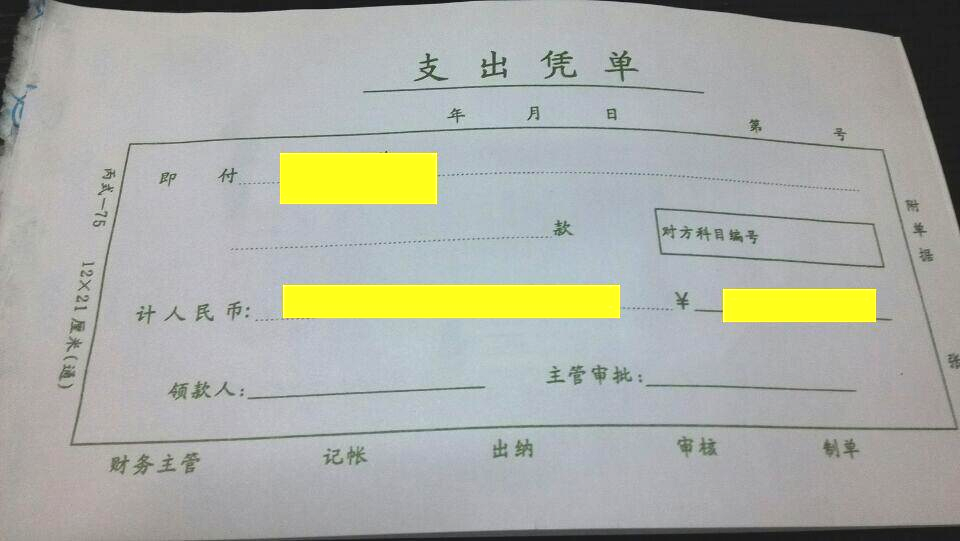 支出凭单
年 月 日 第 号
即 付
款 对方科目编号
计人民币: ¥
领款人: 主管审批:
财务主管 记帐 出纳 审核 制单
丙式-75 12×21厘米(通)
附单据 张